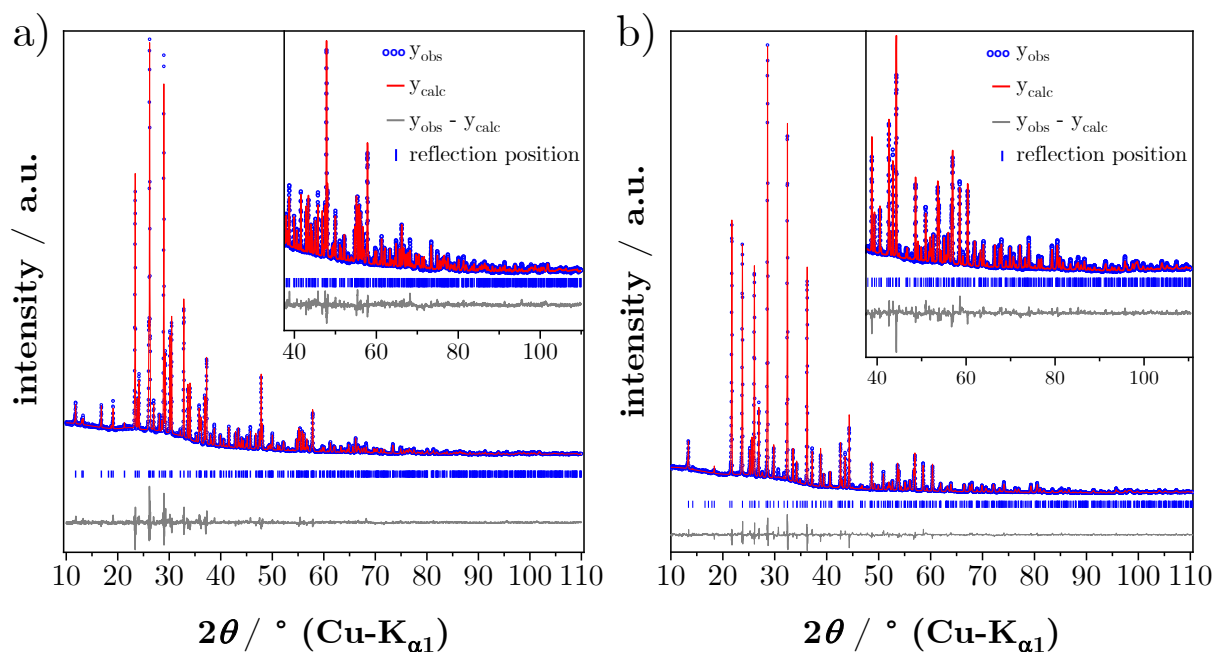 a)
intensity / a.u.
y_obs
y_calc
y_obs - y_calc
reflection position
40 60 80 100
10 20 30 40 50 60 70 80 90 100 110
2θ / ° (Cu-K_α1)
b)
intensity / a.u.
y_obs
y_calc
y_obs - y_calc
reflection position
40 60 80 100
10 20 30 40 50 60 70 80 90 100 110
2θ / ° (Cu-K_α1)